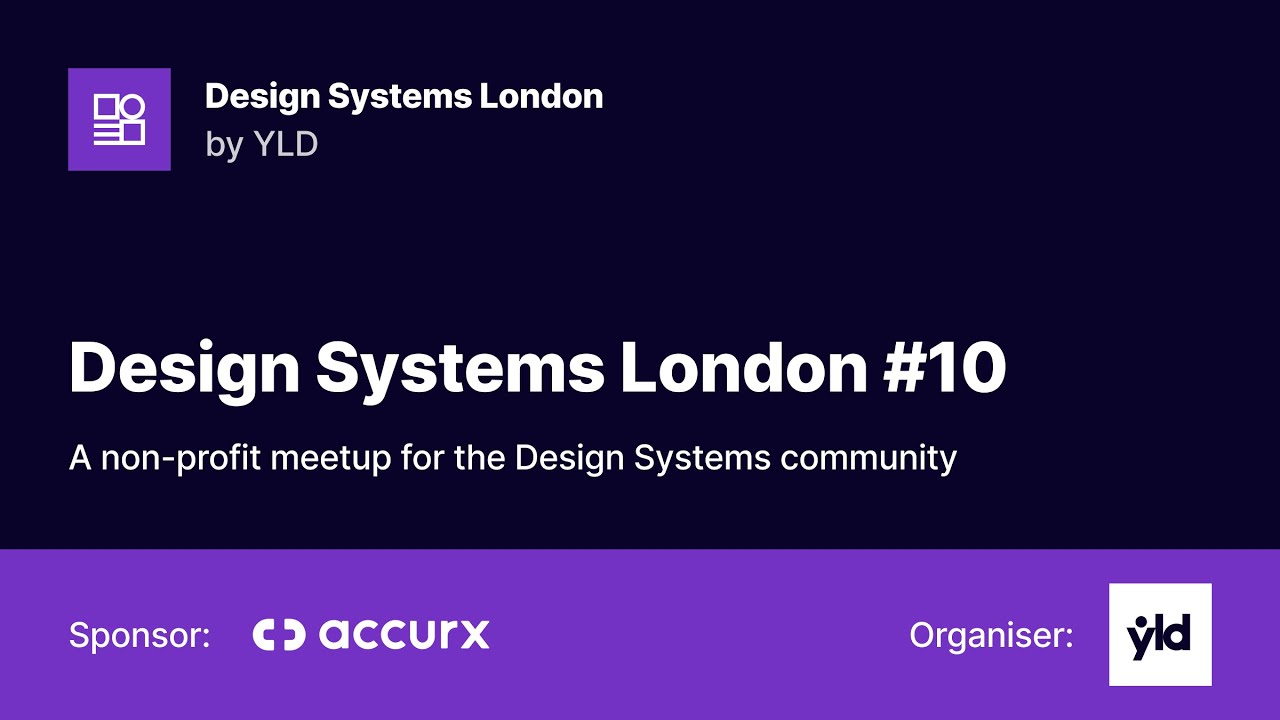 Design Systems London
by YLD
Design Systems London #10
A non-profit meetup for the Design Systems community
Sponsor: accurx
Organiser: yld